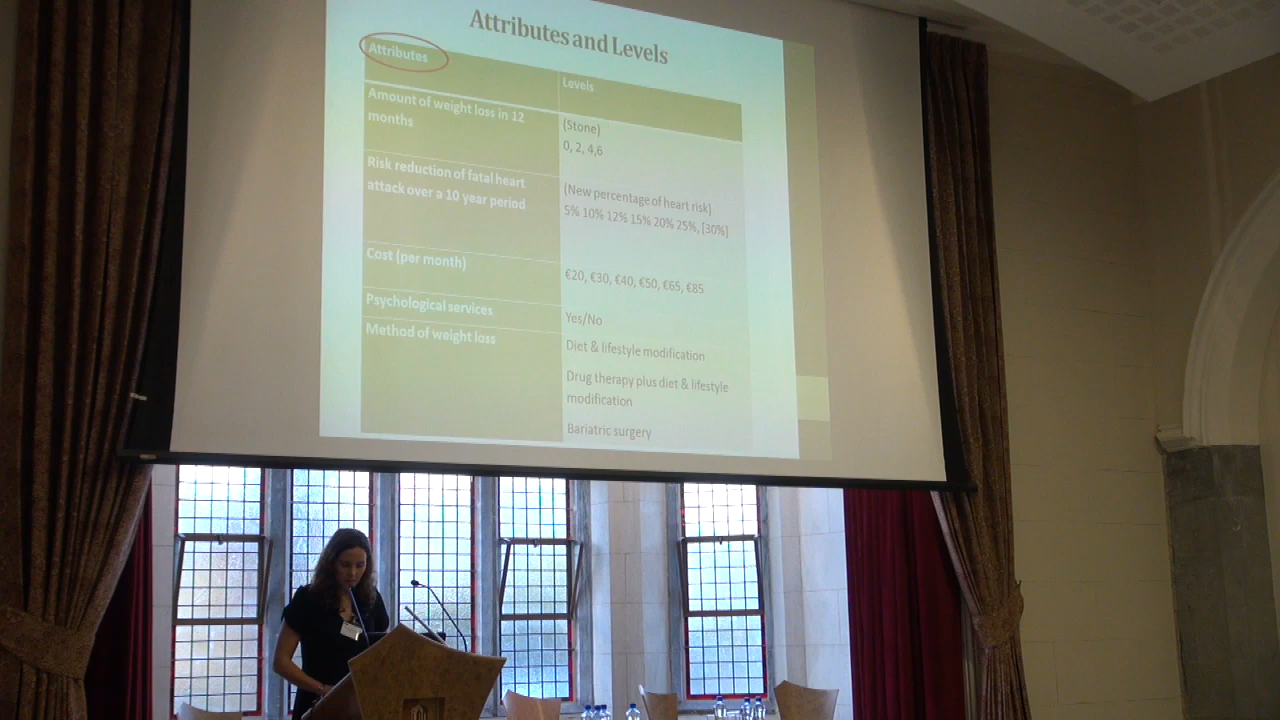 Attributes and Levels
Attributes
Levels
Amount of weight loss in 12
months
(Stone)
0, 2, 4,6
Risk reduction of fatal heart
attack over a 10 year period
(New percentage of heart risk)
5% 10% 12% 15% 20% 25%, [30%]
Cost (per month)
€20, €30, €40, €50, €65, €85
Psychological services
Yes/No
Method of weight loss
Diet & lifestyle modification
Drug therapy plus diet & lifestyle
modification
Bariatric surgery